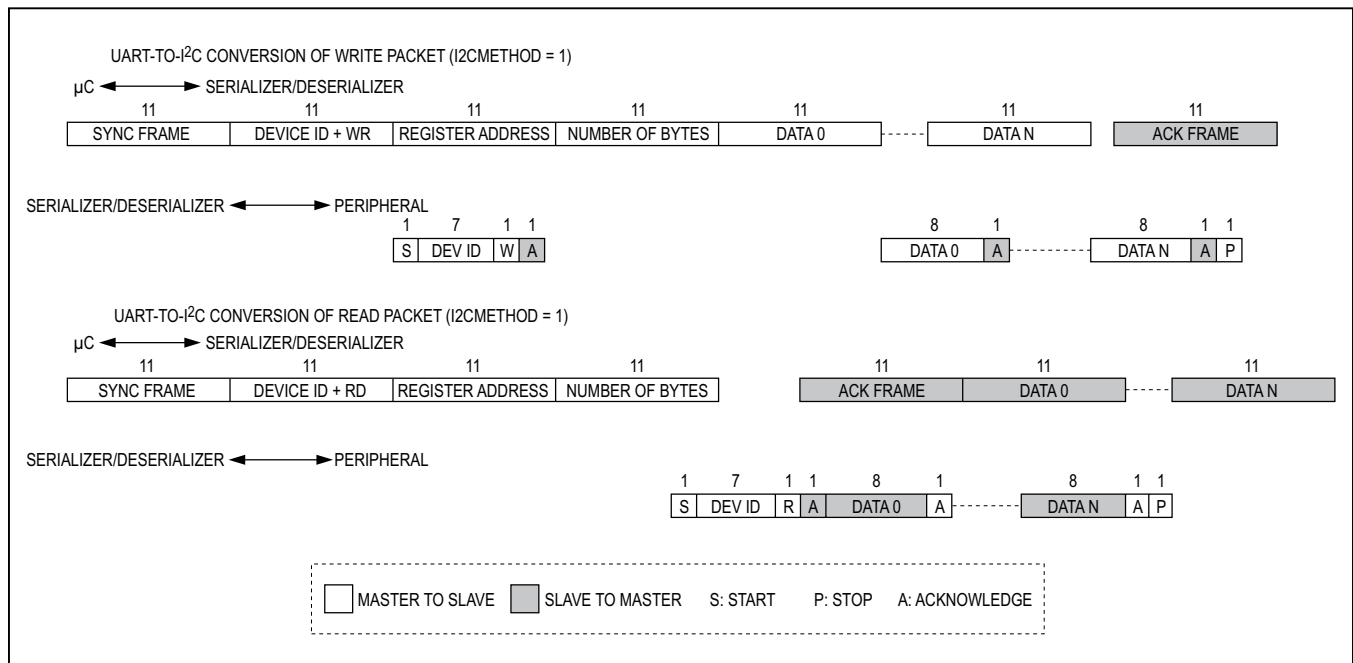 UART-TO-I2C CONVERSION OF WRITE PACKET (I2CMETHOD = 1)
µC SERIALIZER/DESERIALIZER
11 11 11 11 11 11 11
SYNC FRAME DEVICE ID + WR REGISTER ADDRESS NUMBER OF BYTES DATA 0 DATA N ACK FRAME
SERIALIZER/DESERIALIZER PERIPHERAL
1 7 1 1 8 1 8 1 1
S DEV ID W A DATA 0 A DATA N A P
UART-TO-I2C CONVERSION OF READ PACKET (I2CMETHOD = 1)
µC SERIALIZER/DESERIALIZER
11 11 11 11 11 11 11
SYNC FRAME DEVICE ID + RD REGISTER ADDRESS NUMBER OF BYTES ACK FRAME DATA 0 DATA N
SERIALIZER/DESERIALIZER PERIPHERAL
1 7 1 1 8 1 8 1 1
S DEV ID R A DATA 0 A DATA N A P
MASTER TO SLAVE SLAVE TO MASTER S: START P: STOP A: ACKNOWLEDGE